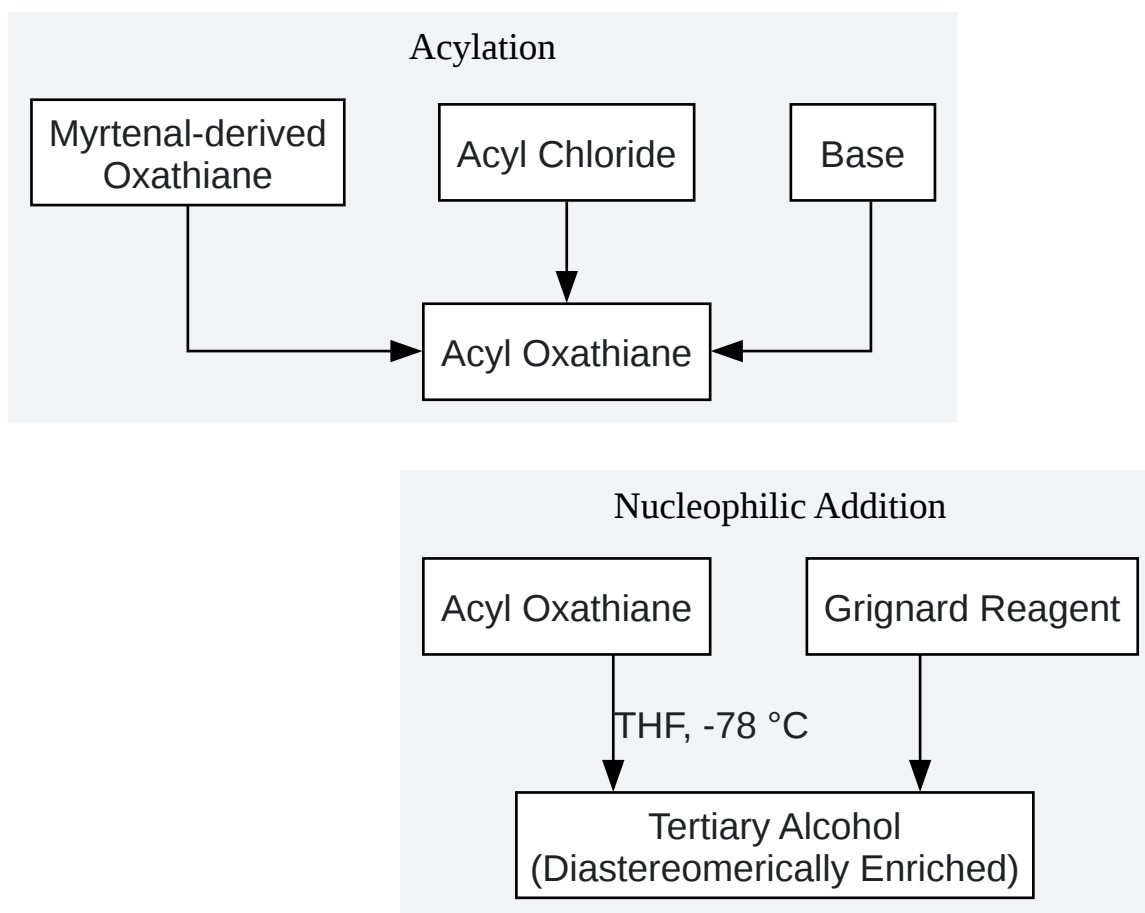 Acylation
Myrtenal-derived
Oxathiane
Acyl Chloride
Base
Acyl Oxathiane
Nucleophilic Addition
Acyl Oxathiane
Grignard Reagent
THF, -78 °C
Tertiary Alcohol
(Diastereomerically Enriched)